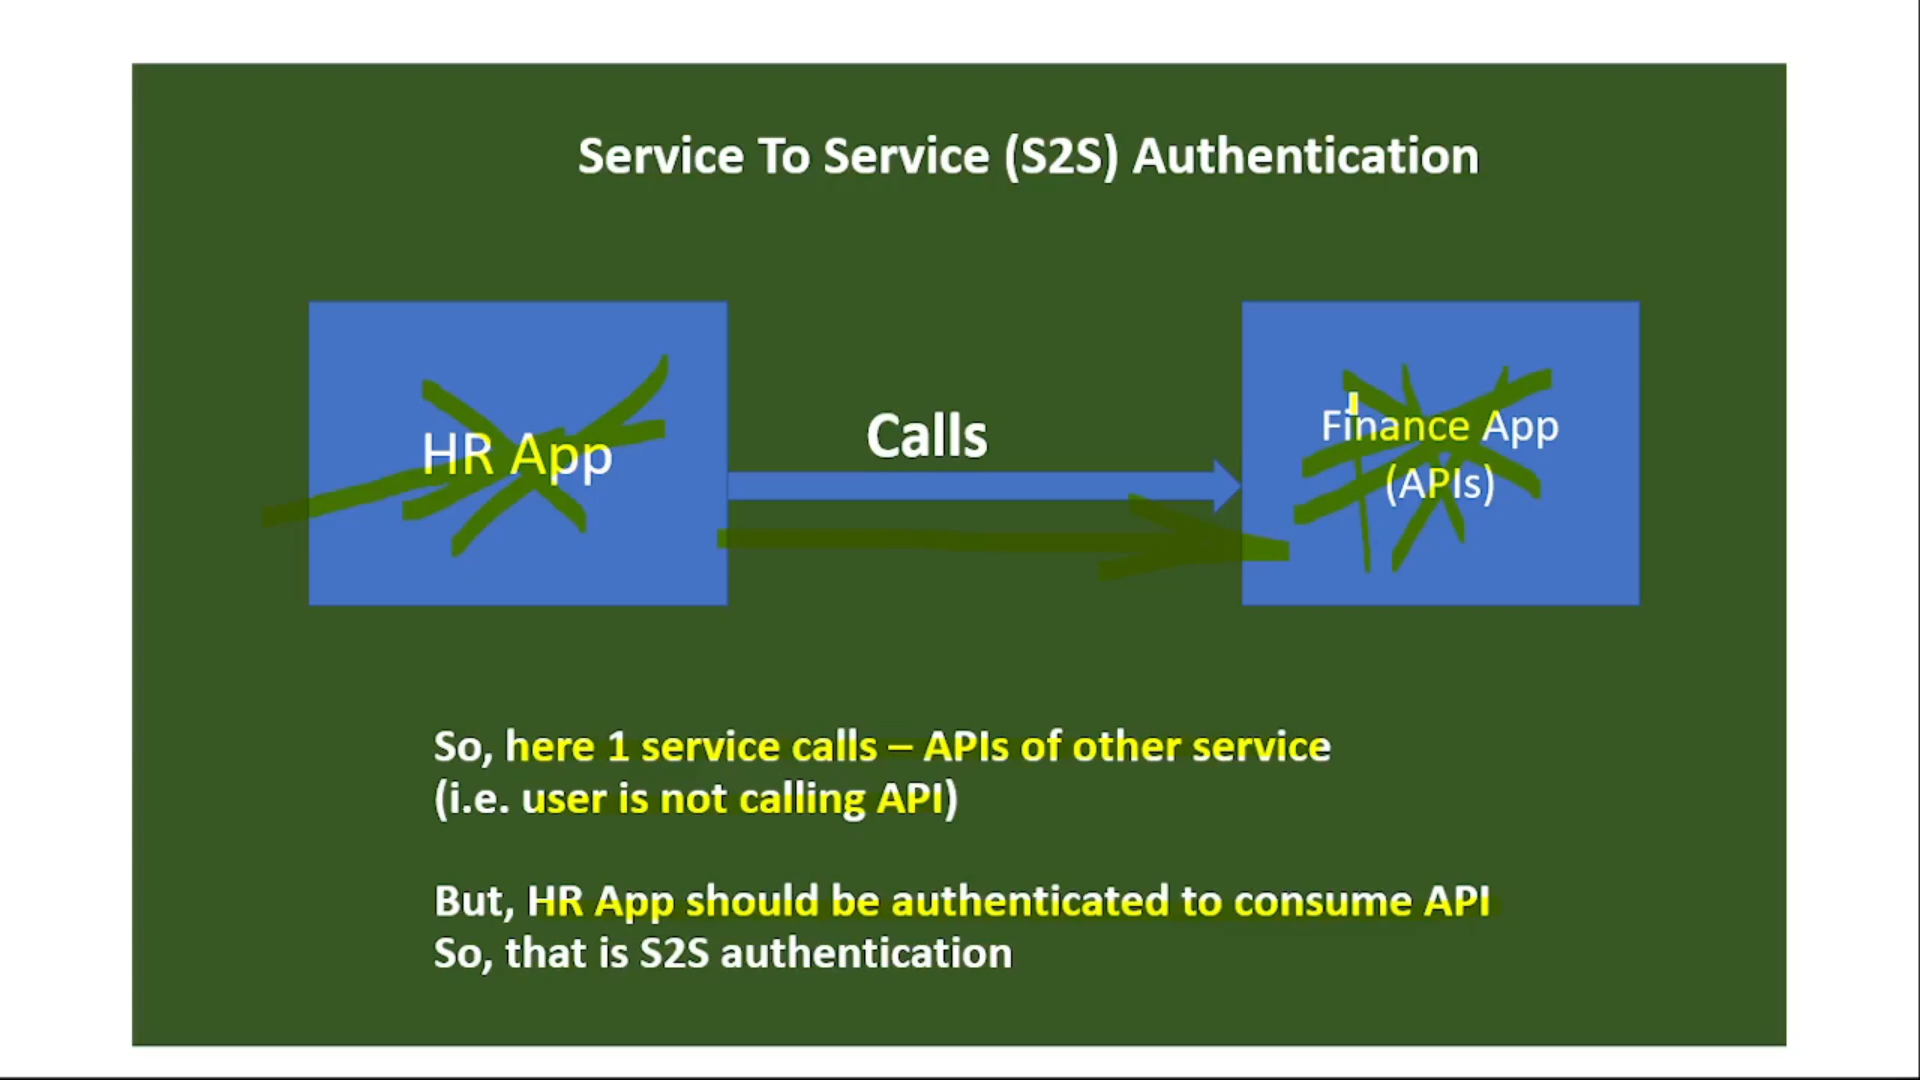 Service To Service (S2S) Authentication
HR App
Calls
Finance App
(APIs)
So, here 1 service calls – APIs of other service
(i.e. user is not calling API)
But, HR App should be authenticated to consume API
So, that is S2S authentication